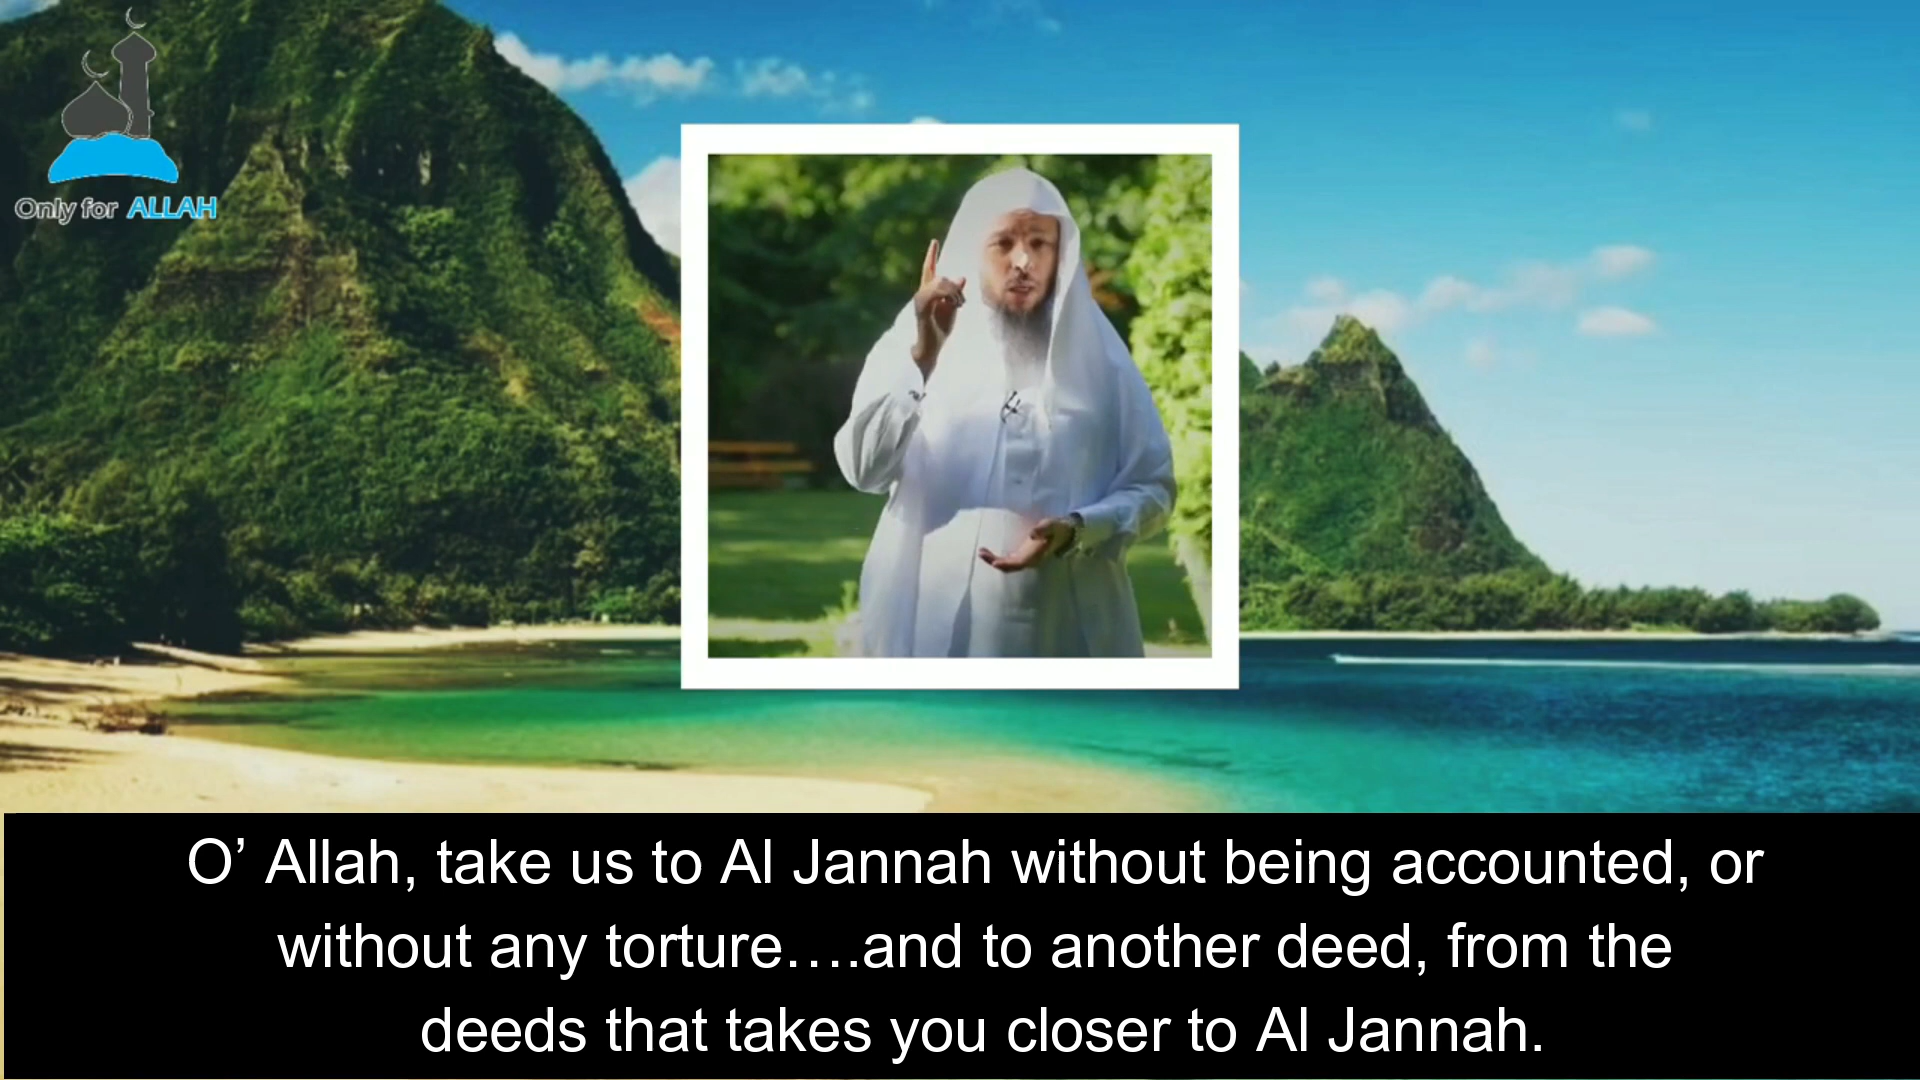 Only for ALLAH
O’ Allah, take us to Al Jannah without being accounted, or
without any torture….and to another deed, from the
deeds that takes you closer to Al Jannah.